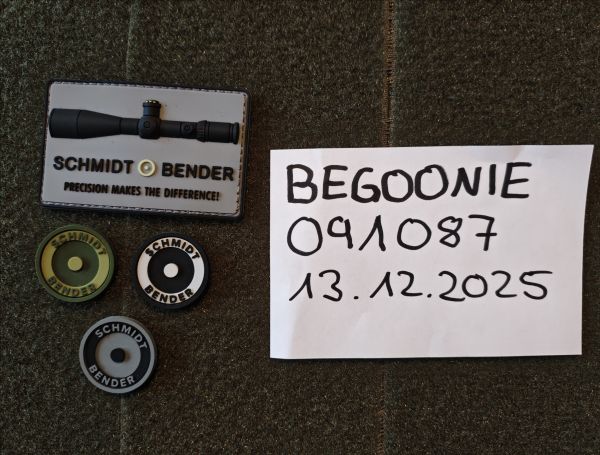 SCHMIDT BENDER
PRECISION MAKES THE DIFFERENCE!
SCHMIDT
BENDER
SCHMIDT
BENDER
SCHMIDT
BENDER
BEGOONIE
091087
13.12.2025